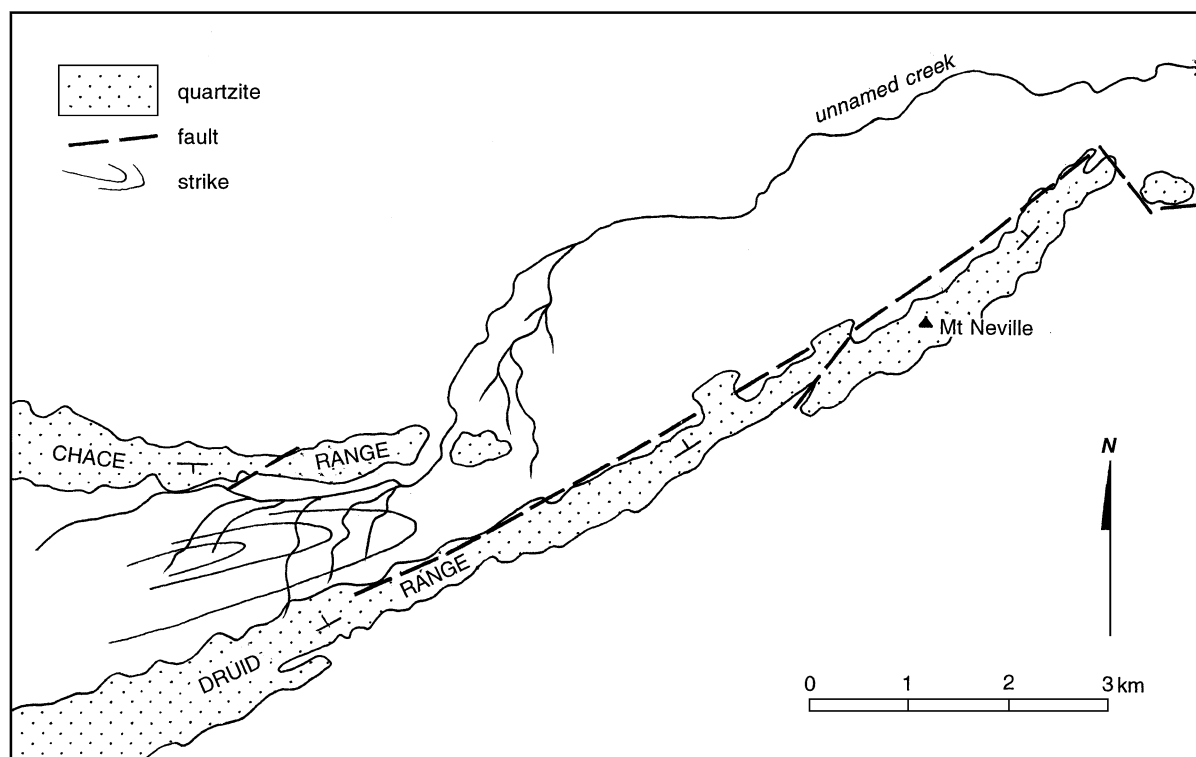 quartzite
fault
strike
unnamed creek
Mt Neville
CHACE RANGE
DRUID RANGE
N
0 1 2 3 km